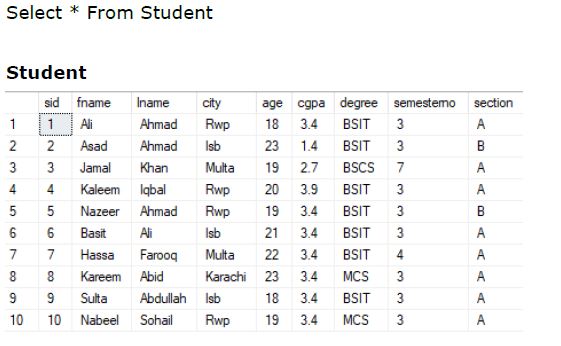 Select * From Student
Student
sid fname lname city age cgpa degree semesterno section
1 1 Ali Ahmad Rwp 18 3.4 BSIT 3 A
2 2 Asad Ahmad Isb 23 1.4 BSIT 3 B
3 3 Jamal Khan Multa 19 2.7 BSCS 7 A
4 4 Kaleem Iqbal Rwp 20 3.9 BSIT 3 A
5 5 Nazeer Ahmad Rwp 19 3.4 BSIT 3 B
6 6 Basit Ali Isb 21 3.4 BSIT 3 A
7 7 Hassa Farooq Multa 22 3.4 BSIT 4 A
8 8 Kareem Abid Karachi 23 3.4 MCS 3 A
9 9 Sulta Abdullah Isb 18 3.4 BSIT 3 A
10 10 Nabeel Sohail Rwp 19 3.4 MCS 3 A